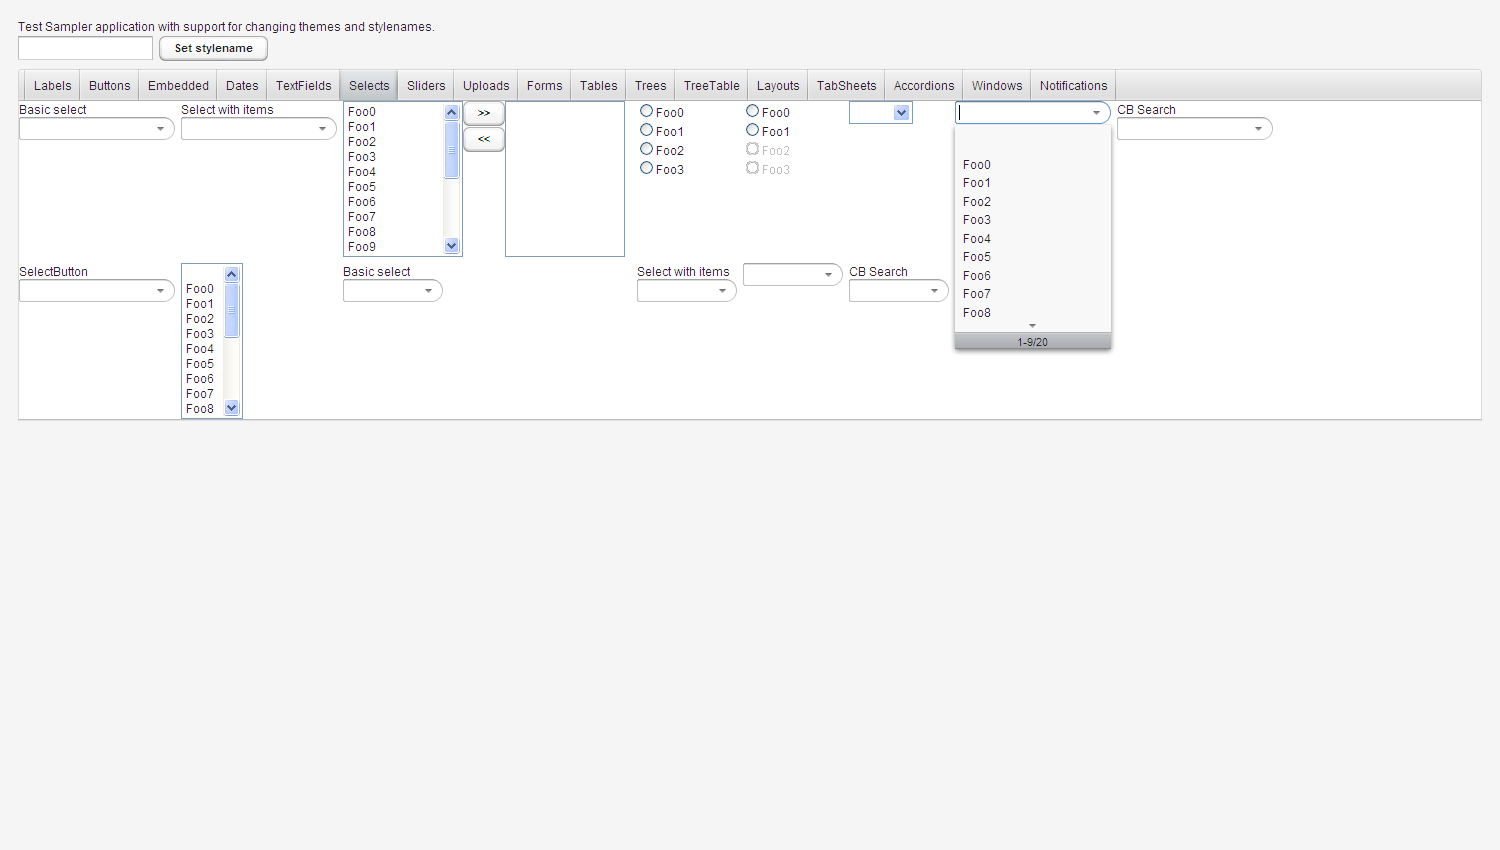 Test Sampler application with support for changing themes and stylenames.
Set stylename
Labels Buttons Embedded Dates TextFields Selects Sliders Uploads Forms Tables Trees TreeTable Layouts TabSheets Accordions Windows Notifications
Basic select
Select with items
Foo0
Foo1
Foo2
Foo3
Foo4
Foo5
Foo6
Foo7
Foo8
Foo9
>>
<<
Foo0
Foo1
Foo2
Foo3
Foo0
Foo1
Foo2
Foo3
Foo0
Foo1
Foo2
Foo3
Foo4
Foo5
Foo6
Foo7
Foo8
1-9/20
CB Search
SelectButton
Foo0
Foo1
Foo2
Foo3
Foo4
Foo5
Foo6
Foo7
Foo8
Basic select
Select with items
CB Search